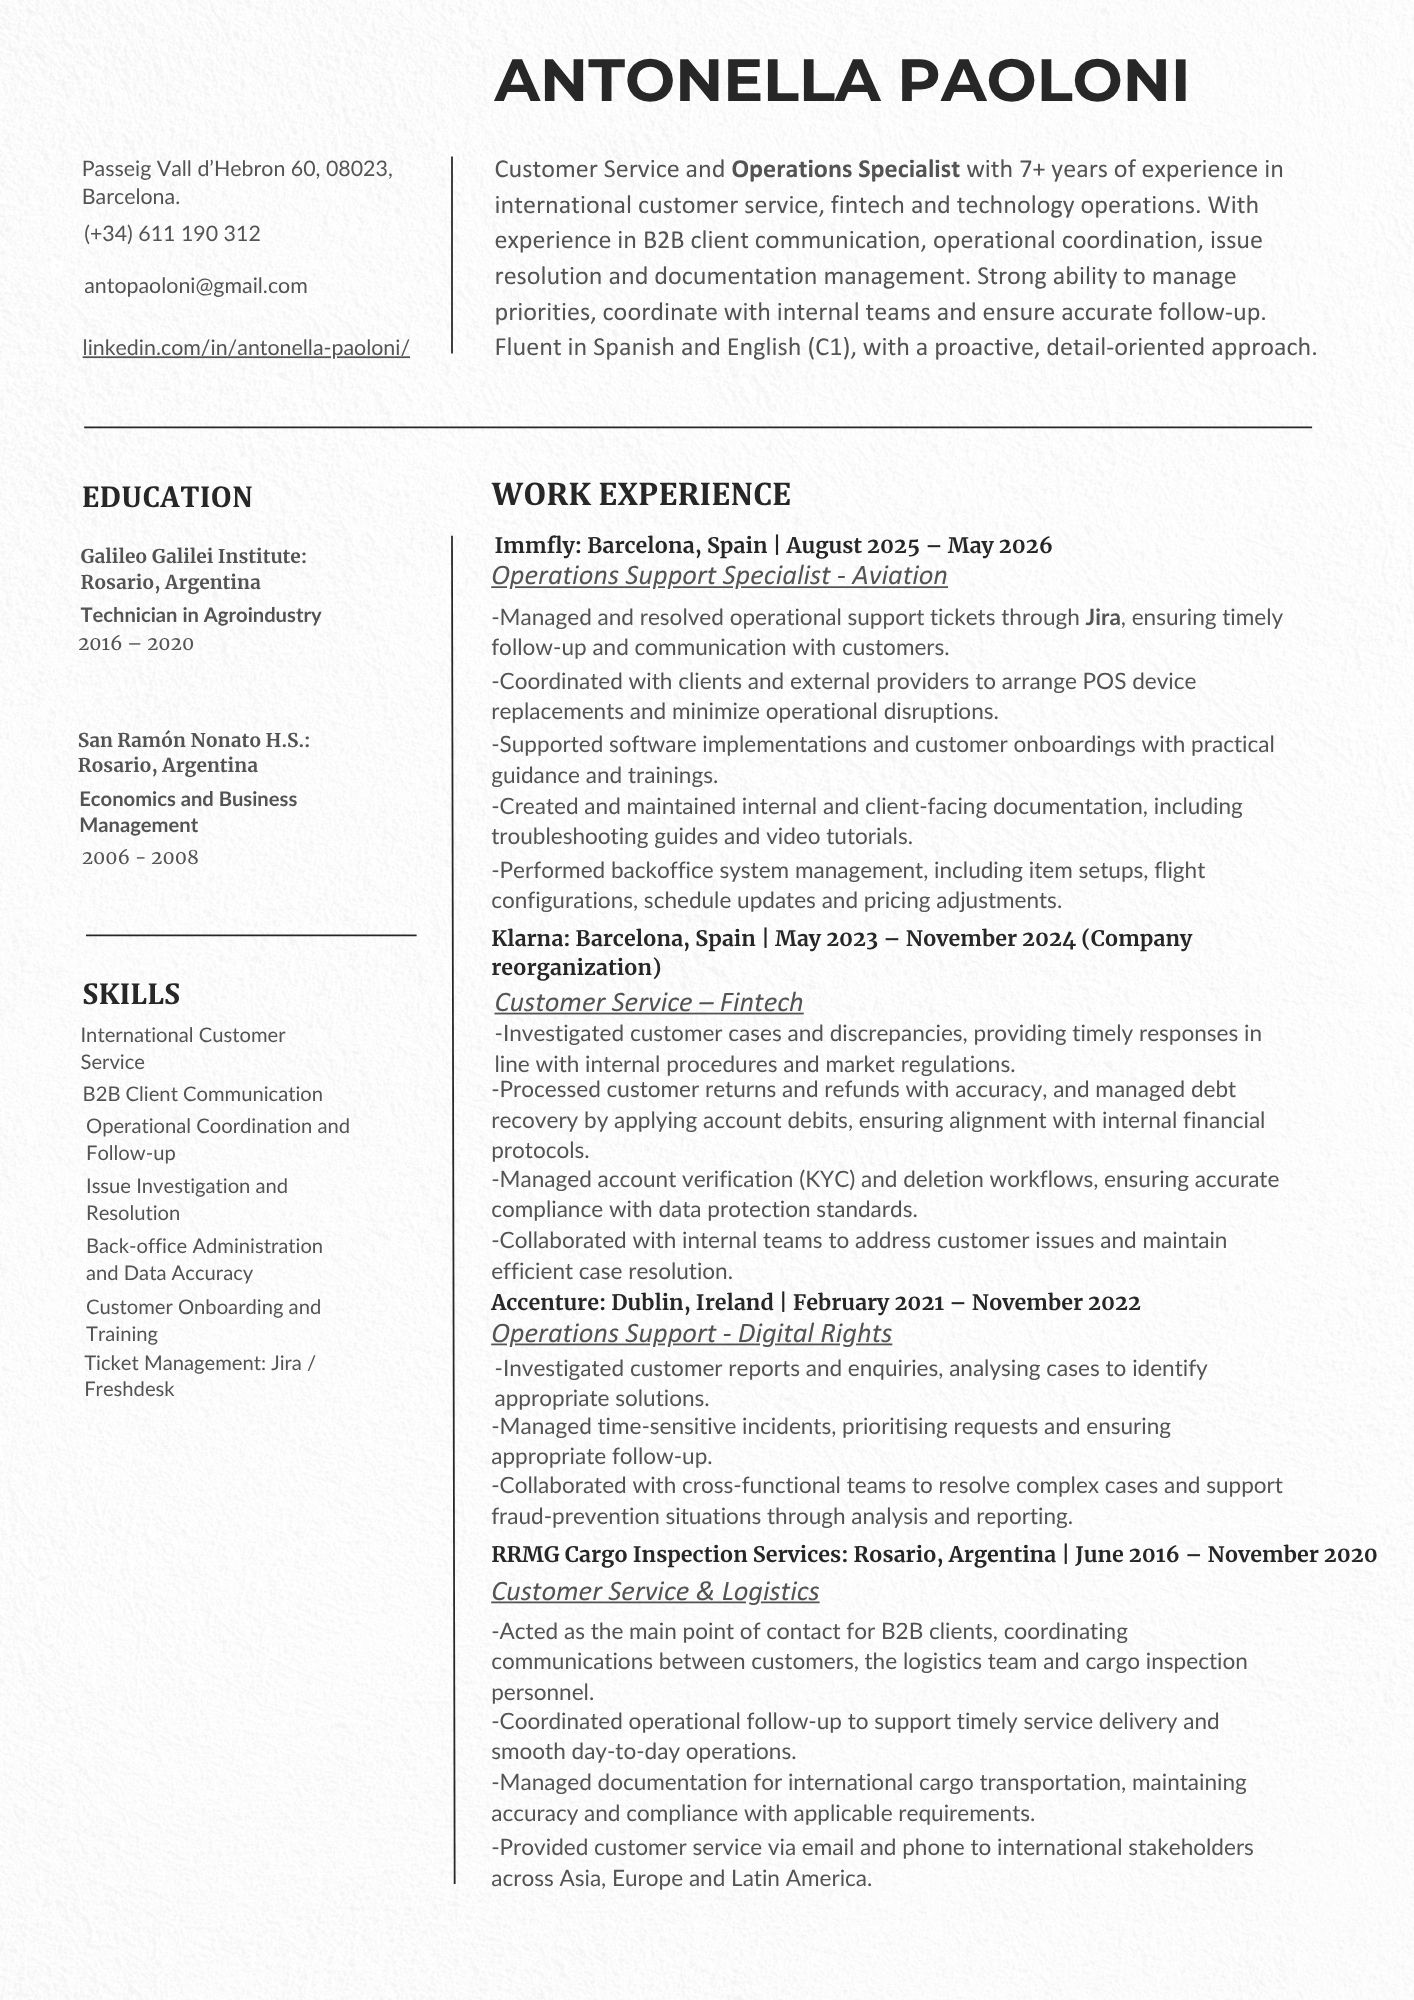 ANTONELLA PAOLONI
Passeig Vall d’Hebron 60, 08023,
Barcelona.
(+34) 611 190 312
antopaoloni@gmail.com
linkedin.com/in/antonella-paoloni/
Customer Service and Operations Specialist with 7+ years of experience in
international customer service, fintech and technology operations. With
experience in B2B client communication, operational coordination, issue
resolution and documentation management. Strong ability to manage
priorities, coordinate with internal teams and ensure accurate follow-up.
Fluent in Spanish and English (C1), with a proactive, detail-oriented approach.
EDUCATION
Galileo Galilei Institute:
Rosario, Argentina
Technician in Agroindustry
2016 – 2020
San Ramón Nonato H.S.:
Rosario, Argentina
Economics and Business
Management
2006 - 2008
SKILLS
International Customer
Service
B2B Client Communication
Operational Coordination and
Follow-up
Issue Investigation and
Resolution
Back-office Administration
and Data Accuracy
Customer Onboarding and
Training
Ticket Management: Jira /
Freshdesk
WORK EXPERIENCE
Immfly: Barcelona, Spain | August 2025 – May 2026
Operations Support Specialist - Aviation
-Managed and resolved operational support tickets through Jira, ensuring timely
follow-up and communication with customers.
-Coordinated with clients and external providers to arrange POS device
replacements and minimize operational disruptions.
-Supported software implementations and customer onboardings with practical
guidance and trainings.
-Created and maintained internal and client-facing documentation, including
troubleshooting guides and video tutorials.
-Performed backoffice system management, including item setups, flight
configurations, schedule updates and pricing adjustments.
Klarna: Barcelona, Spain | May 2023 – November 2024 (Company
reorganization)
Customer Service – Fintech
-Investigated customer cases and discrepancies, providing timely responses in
line with internal procedures and market regulations.
-Processed customer returns and refunds with accuracy, and managed debt
recovery by applying account debits, ensuring alignment with internal financial
protocols.
-Managed account verification (KYC) and deletion workflows, ensuring accurate
compliance with data protection standards.
-Collaborated with internal teams to address customer issues and maintain
efficient case resolution.
Accenture: Dublin, Ireland | February 2021 – November 2022
Operations Support - Digital Rights
-Investigated customer reports and enquiries, analysing cases to identify
appropriate solutions.
-Managed time-sensitive incidents, prioritising requests and ensuring
appropriate follow-up.
-Collaborated with cross-functional teams to resolve complex cases and support
fraud-prevention situations through analysis and reporting.
RRMG Cargo Inspection Services: Rosario, Argentina | June 2016 – November 2020
Customer Service & Logistics
-Acted as the main point of contact for B2B clients, coordinating
communications between customers, the logistics team and cargo inspection
personnel.
-Coordinated operational follow-up to support timely service delivery and
smooth day-to-day operations.
-Managed documentation for international cargo transportation, maintaining
accuracy and compliance with applicable requirements.
-Provided customer service via email and phone to international stakeholders
across Asia, Europe and Latin America.